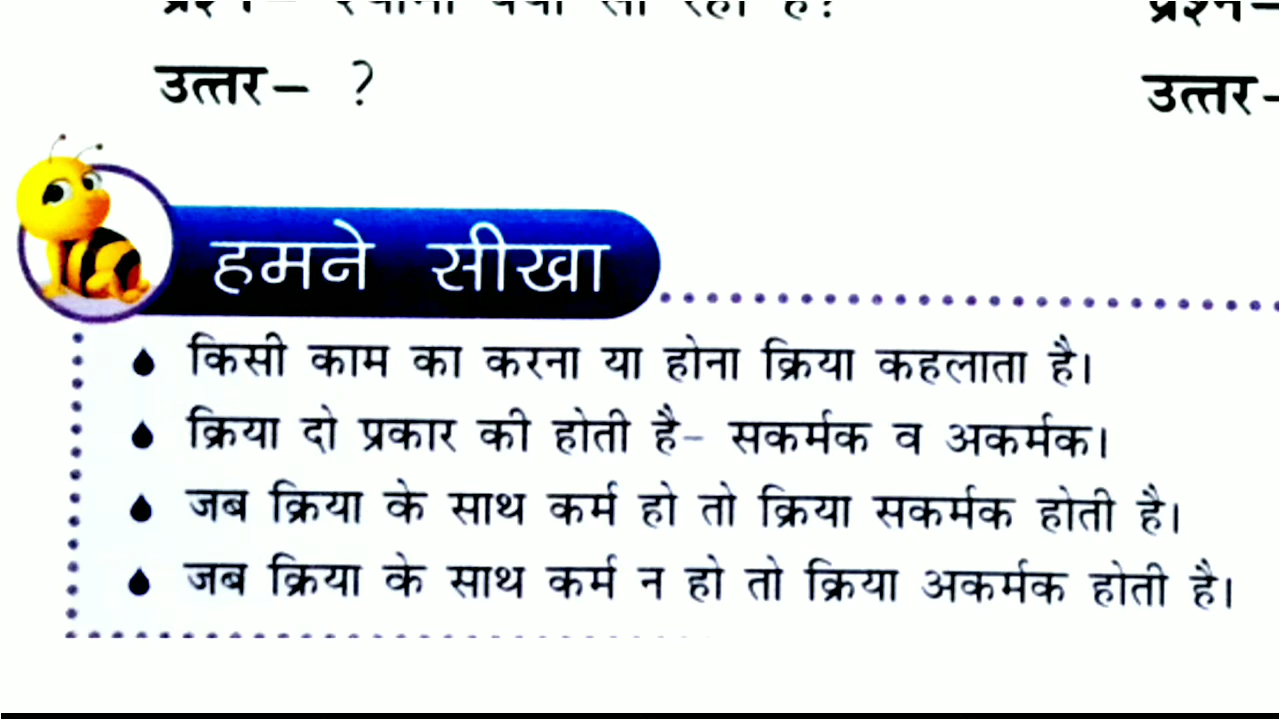 उत्तर– ?
उत्तर-
हमने सीखा
किसी काम का करना या होना क्रिया कहलाता है।
क्रिया दो प्रकार की होती है- सकर्मक व अकर्मक।
जब क्रिया के साथ कर्म हो तो क्रिया सकर्मक होती है।
जब क्रिया के साथ कर्म न हो तो क्रिया अकर्मक होती है।